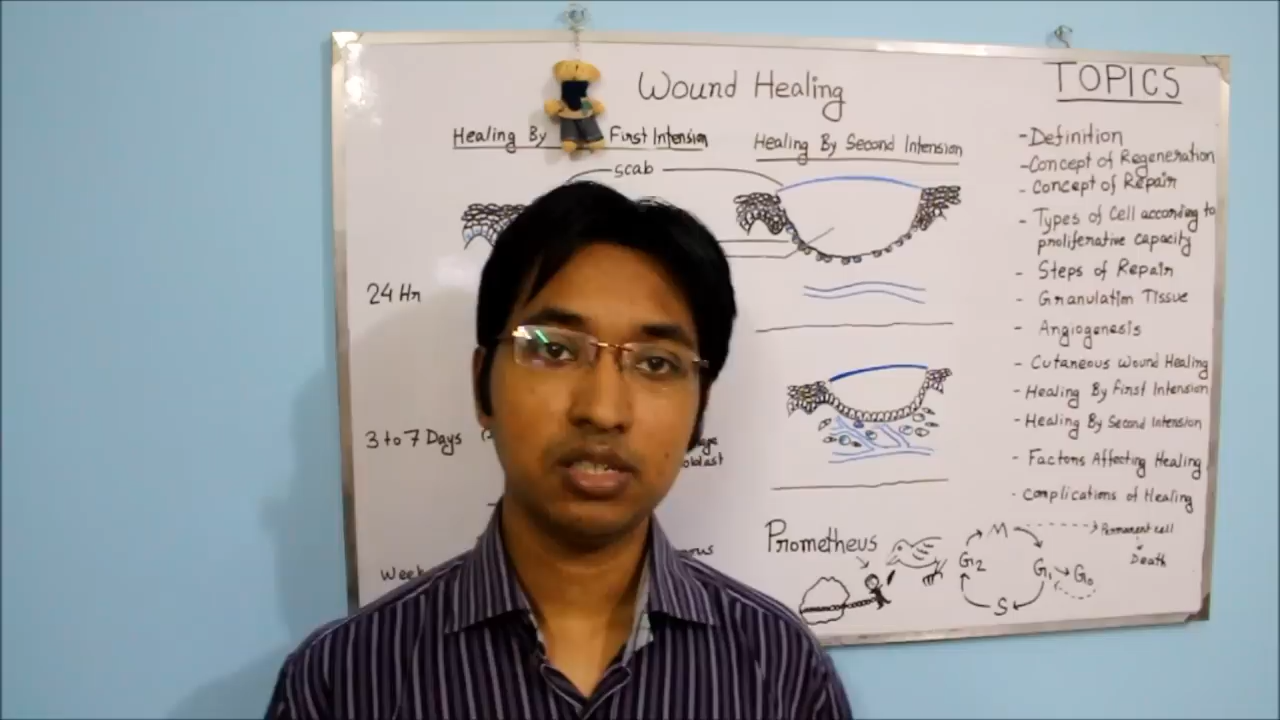 Wound Healing
Healing By First Intension
Healing By Second Intension
scab
24 Hr
3 to 7 Days
Prometheus
M
G2
G1
G0
S
Permanent cell
Death
TOPICS
- Definition
- Concept of Regeneration
- Concept of Repair
- Types of Cell according to
proliferative capacity
- Steps of Repair
- Granulation Tissue
- Angiogenesis
- Cutaneous Wound Healing
- Healing By First Intension
- Healing By Second Intension
- Factors Affecting Healing
- Complications of Healing